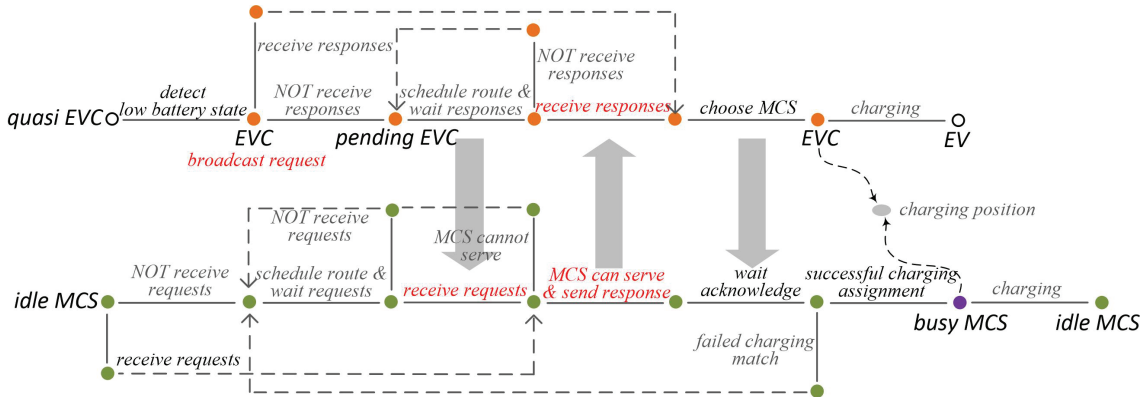 receive responses
detect
low battery state
NOT receive
responses
schedule route &
wait responses
NOT receive
responses
receive responses
choose MCS
charging
quasi EVC
EVC
broadcast request
pending EVC
EVC
EV
charging position
NOT receive
requests
MCS cannot
serve
NOT receive
requests
schedule route &
wait requests
receive requests
MCS can serve
& send response
wait
acknowledge
successful charging
assignment
charging
idle MCS
busy MCS
idle MCS
receive requests
failed charging
match